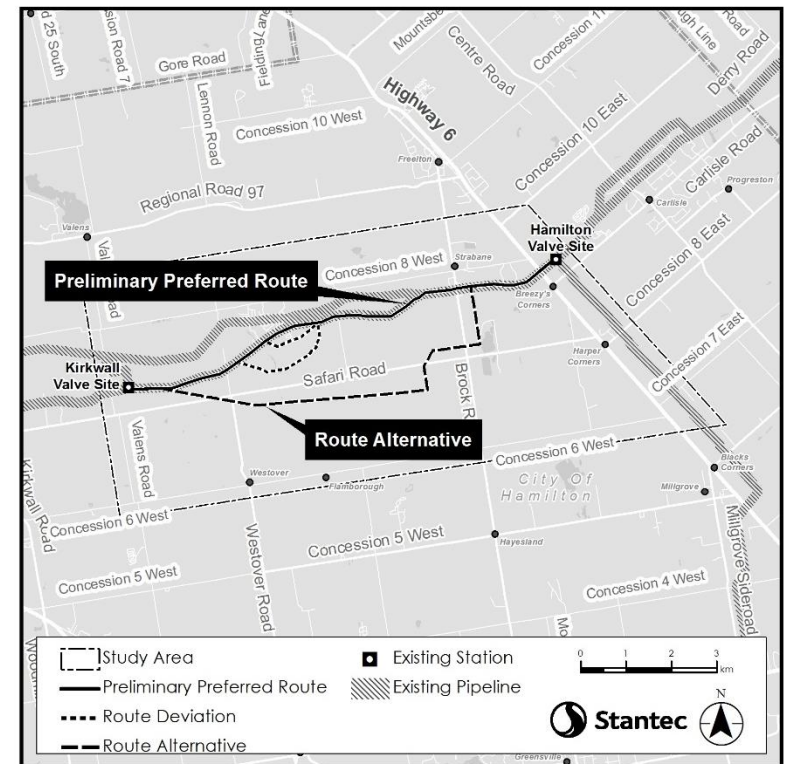 d 25 South
ssion Road 7
Gore Road
Lennon Road
Fielding Lane
Concession 10 West
Mountsbe
Centre Road
Concession 11
ugh Line
Road
Derry Road
Highway 6
Concession 10 East
Freelton
Regional Road 97
Carlisle Road
Progreston
Carlisle
Valens
Hamilton
Valve Site
Concession 8 West
Strabane
Concession 8 East
Preliminary Preferred Route
Breezy's
Corners
Concession 7 East
Harper
Corners
Kirkwall
Valve Site
Safari Road
Brock R
Route Alternative
Valens Road
Concession 6 West
Blacks
Corners
Westover
Flamborough
City Of
Hamilton
Millgrove
Kirkwall Road
Concession 6 West
Hayesland
Millgrove Sideroad
Westover Road
Concession 5 West
Concession 5 West
Concession 4 West
Study Area
Preliminary Preferred Route
Route Deviation
Route Alternative
Existing Station
Existing Pipeline
0 1 2 3
km
N
Stantec
Greensville